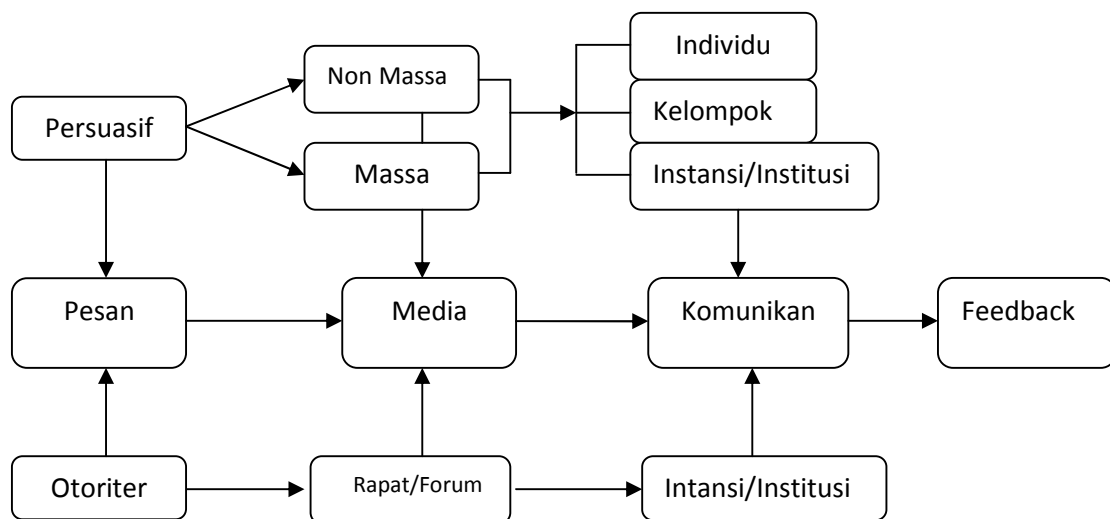 Individu
Non Massa
Kelompok
Persuasif
Massa
Instansi/Institusi
Pesan
Media
Komunikan
Feedback
Otoriter
Rapat/Forum
Intansi/Institusi